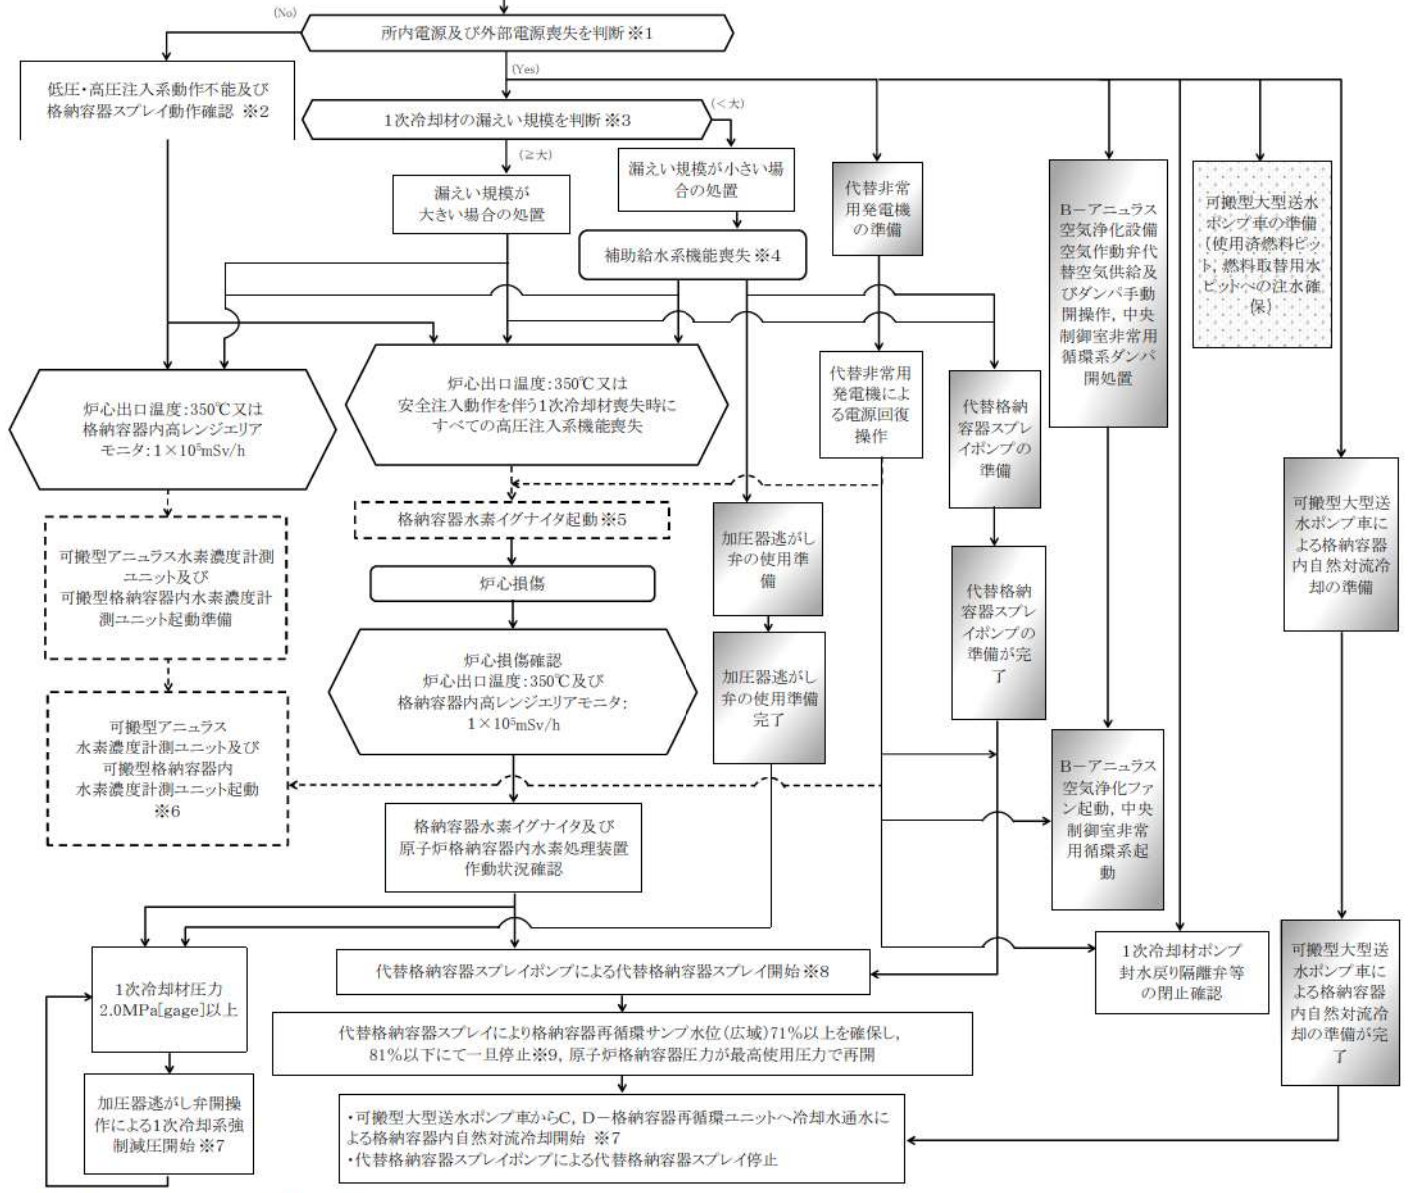 (No)
所内電源及び外部電源喪失を判断※1
(Yes)
低圧・高圧注入系動作不能及び
格納容器スプレイ動作確認 ※2
1次冷却材の漏えい規模を判断※3
(＜大)
(≧大)
漏えい規模が
大きい場合の処置
漏えい規模が小さい場
合の処置
補助給水系機能喪失※4
代替非常
用発電機
の準備
B－アニュラス
空気浄化設備
空気作動弁代
替空気供給及
びダンパ手動
開操作，中央
制御室非常用
循環系ダンパ
開処置
可搬型大型送水
ポンプ車の準備
(使用済燃料ピッ
ト，燃料取替用水
ピットへの注水確
保)
炉心出口温度：350℃又は
格納容器内高レンジエリア
モニタ：1×10⁵mSv/h
炉心出口温度：350℃又は
安全注入動作を伴う1次冷却材喪失時に
すべての高圧注入系機能喪失
代替非常用
発電機によ
る電源回復
操作
代替格納
容器スプレ
イポンプの
準備
可搬型大型送
水ポンプ車に
よる格納容器
内自然対流冷
却の準備
格納容器水素イグナイタ起動※5
可搬型アニュラス水素濃度計測
ユニット及び
可搬型格納容器内水素濃度計
測ユニット起動準備
炉心損傷
加圧器逃がし
弁の使用準
備
代替格納
容器スプレ
イポンプの
準備が完
了
炉心損傷確認
炉心出口温度：350℃及び
格納容器内高レンジエリアモニタ：
1×10⁵mSv/h
加圧器逃がし
弁の使用準備
完了
可搬型アニュラス
水素濃度計測ユニット及び
可搬型格納容器内
水素濃度計測ユニット起動
※6
B－アニュラス
空気浄化ファ
ン起動，中央
制御室非常
用循環系起
動
格納容器水素イグナイタ及び
原子炉格納容器内水素処理装置
作動状況確認
1次冷却材圧力
2.0MPa[gage]以上
代替格納容器スプレイポンプによる代替格納容器スプレイ開始※8
1次冷却材ポンプ
封水戻り隔離弁等
の閉止確認
可搬型大型送
水ポンプ車に
よる格納容器
内自然対流冷
却の準備が完
了
代替格納容器スプレイにより格納容器再循環サンプ水位(広域)71％以上を確保し，
81％以下にて一旦停止※9，原子炉格納容器圧力が最高使用圧力で再開
加圧器逃がし弁開操
作による1次冷却系強
制減圧開始※7
・可搬型大型送水ポンプ車からC，D－格納容器再循環ユニットへ冷却水通水に
よる格納容器内自然対流冷却開始 ※7
・代替格納容器スプレイポンプによる代替格納容器スプレイ停止